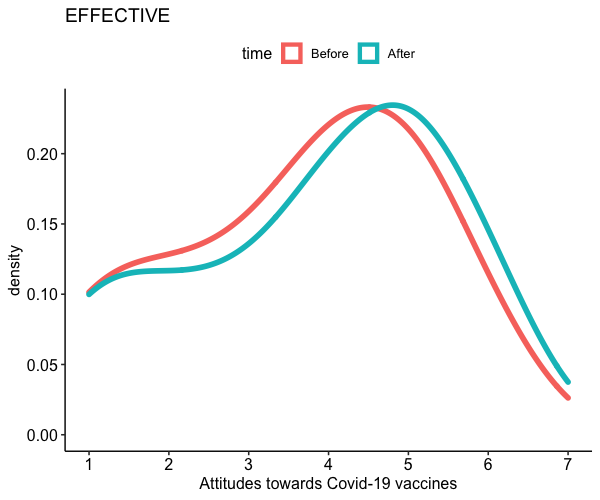 EFFECTIVE
time Before After
density
0.20
0.15
0.10
0.05
0.00
1 2 3 4 5 6 7
Attitudes towards Covid-19 vaccines